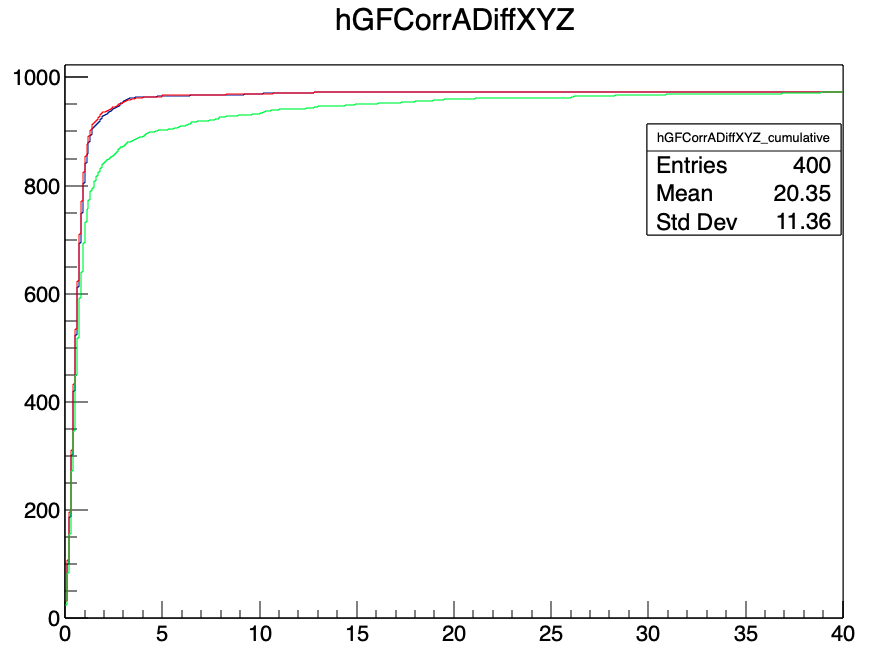 hGFCorrADiffXYZ
1000
800
600
400
200
0
hGFCorrADiffXYZ_cumulative
Entries 400
Mean 20.35
Std Dev 11.36
0 5 10 15 20 25 30 35 40